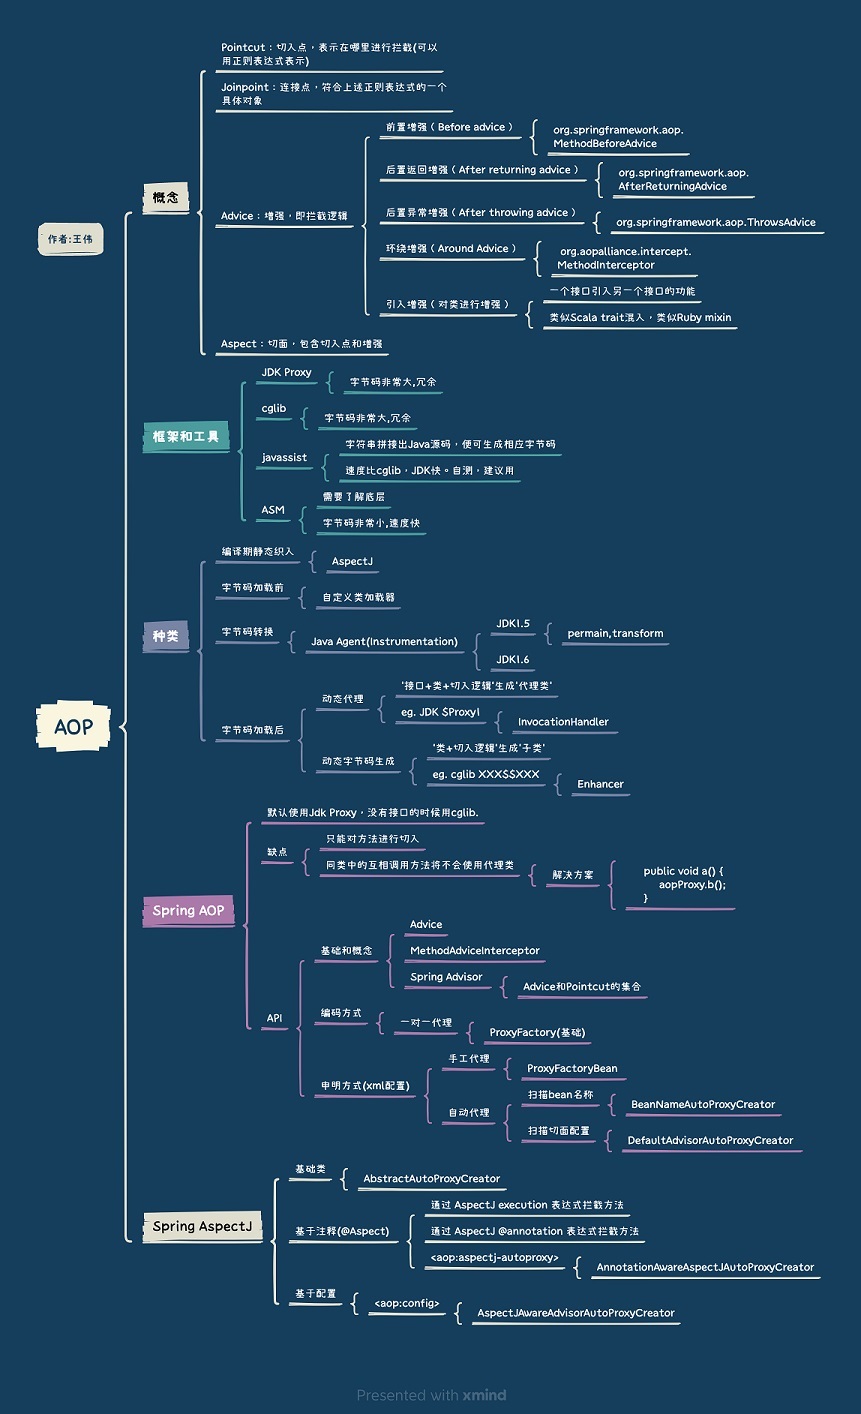 Pointcut：切入点，表示在哪里进行拦截(可以
用正则表达式表示)
Joinpoint：连接点，符合上述正则表达式的一个
具体对象
前置增强（Before advice）
org.springframework.aop.
MethodBeforeAdvice
后置返回增强（After returning advice）
org.springframework.aop.
AfterReturningAdvice
概念
Advice：增强，即拦截逻辑
后置异常增强（After throwing advice）
org.springframework.aop.ThrowsAdvice
作者:王伟
环绕增强（Around Advice）
org.aopalliance.intercept.
MethodInterceptor
引入增强（对类进行增强）
一个接口引入另一个接口的功能
类似Scala trait混入，类似Ruby mixin
Aspect：切面，包含切入点和增强
JDK Proxy
字节码非常大,冗余
cglib
字节码非常大,冗余
框架和工具
javassist
字符串拼接出Java源码，便可生成相应字节码
速度比cglib，JDK快。自测，建议用
ASM
需要了解底层
字节码非常小,速度快
编译期静态织入
AspectJ
字节码加载前
自定义类加载器
种类
字节码转换
Java Agent(Instrumentation)
JDK1.5
permain,transform
JDK1.6
字节码加载后
动态代理
"接口+类+切入逻辑"生成"代理类"
eg. JDK $Proxy1
InvocationHandler
动态字节码生成
"类+切入逻辑"生成"子类"
eg. cglib XXX$$XXX
Enhancer
AOP
默认使用Jdk Proxy，没有接口的时候用cglib.
缺点
只能对方法进行切入
同类中的互相调用方法将不会使用代理类
解决方案
public void a() {
aopProxy.b();
}
Spring AOP
API
基础和概念
Advice
MethodAdviceInterceptor
Spring Advisor
Advice和Pointcut的集合
编码方式
一对一代理
ProxyFactory(基础)
申明方式(xml配置)
手工代理
ProxyFactoryBean
自动代理
扫描bean名称
BeanNameAutoProxyCreator
扫描切面配置
DefaultAdvisorAutoProxyCreator
Spring AspectJ
基础类
AbstractAutoProxyCreator
基于注释(@Aspect)
通过 AspectJ execution 表达式拦截方法
通过 AspectJ @annotation 表达式拦截方法
<aop:aspectj-autoproxy>
AnnotationAwareAspectJAutoProxyCreator
基于配置
<aop:config>
AspectJAwareAdvisorAutoProxyCreator
Presented with xmind